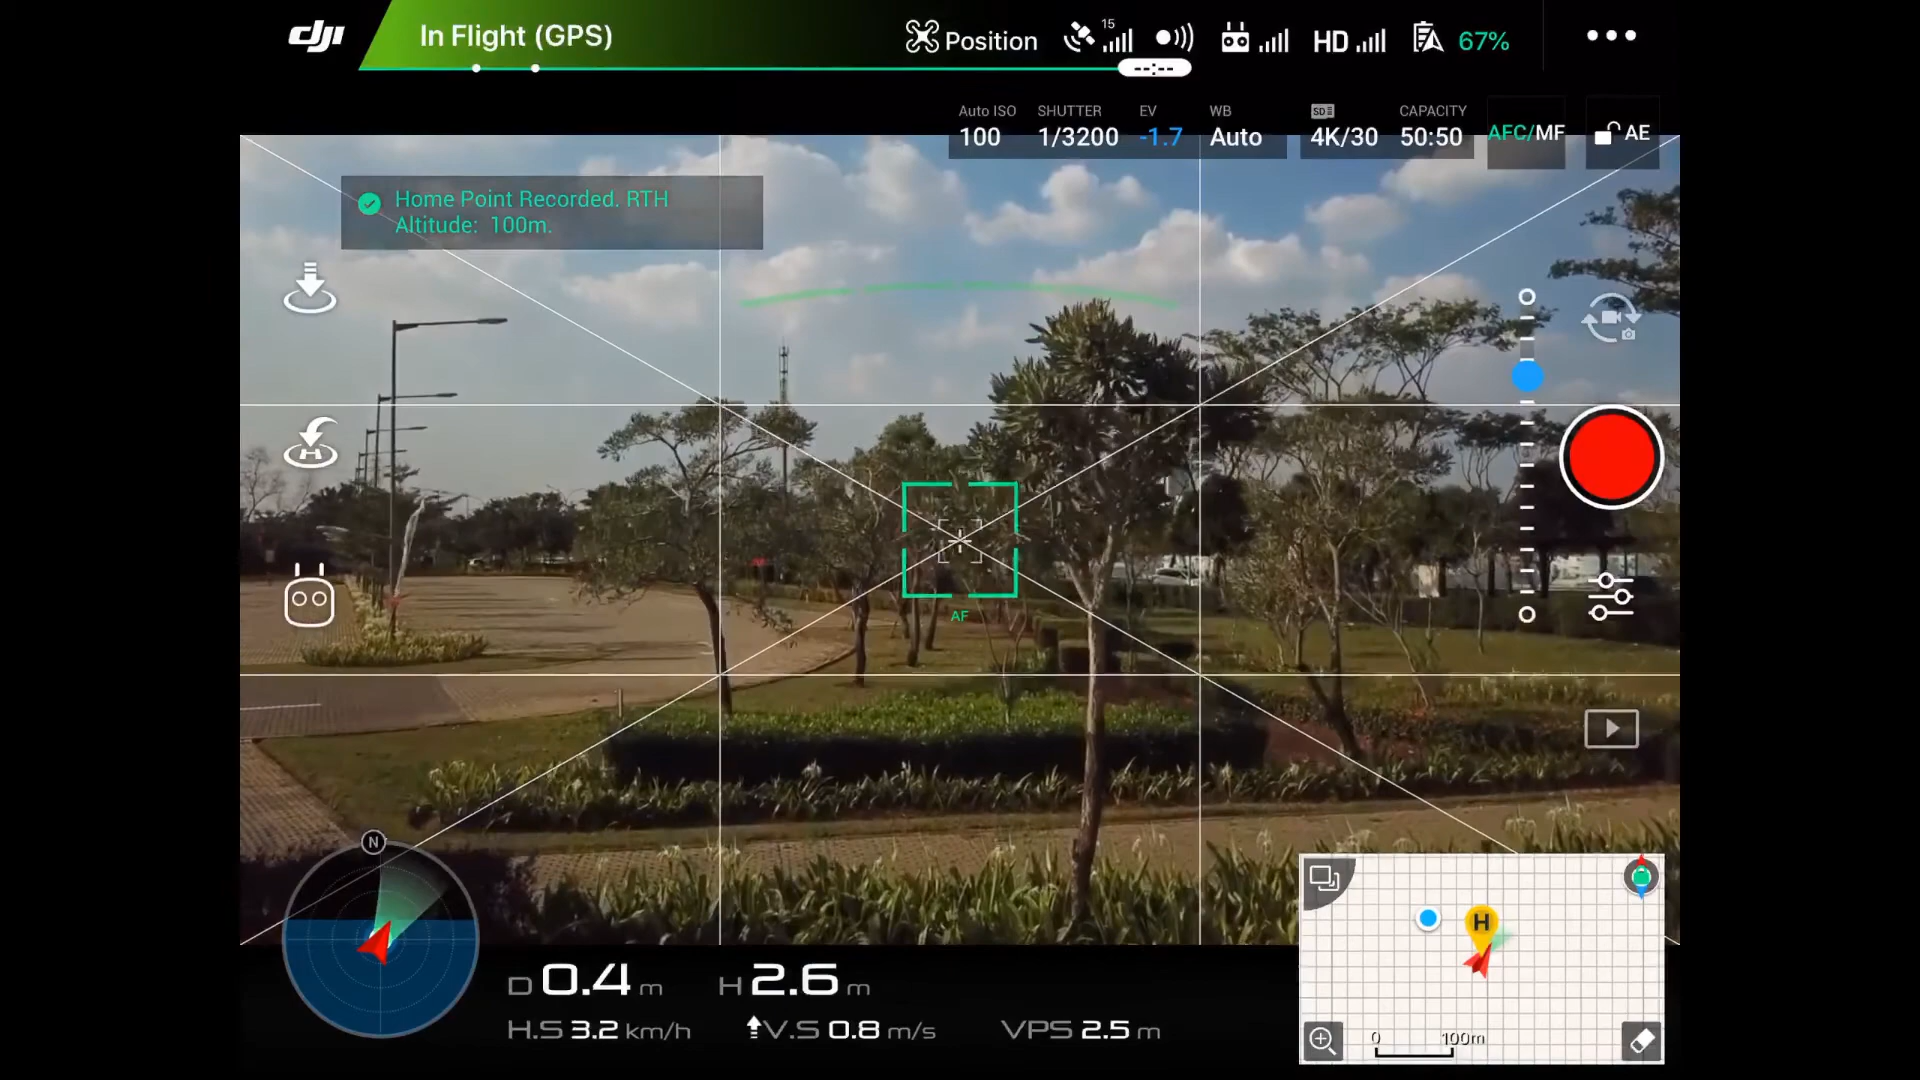 dji
In Flight (GPS)
Position
15
HD
67%
--:--
Auto ISO
100
SHUTTER
1/3200
EV
-1.7
WB
Auto
SD
4K/30
CAPACITY
50:50
AFC/MF
AE
Home Point Recorded. RTH
Altitude: 100m.
H
AF
N
D 0.4 m
H 2.6 m
H.S 3.2 km/h
V.S 0.8 m/s
VPS 2.5 m
H
0
100m